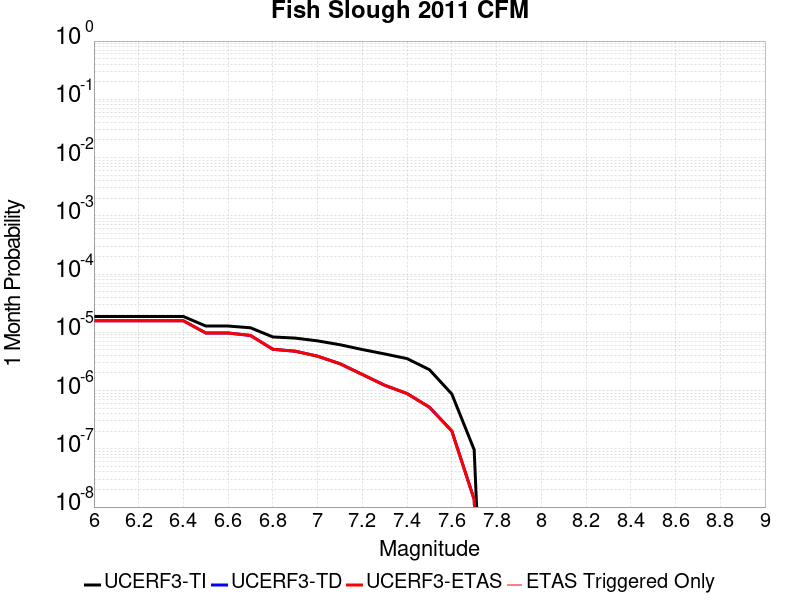 Fish Slough 2011 CFM
1 Month Probability
10^0
10^-1
10^-2
10^-3
10^-4
10^-5
10^-6
10^-7
10^-8
6 6.2 6.4 6.6 6.8 7 7.2 7.4 7.6 7.8 8 8.2 8.4 8.6 8.8 9
Magnitude
UCERF3-TI UCERF3-TD UCERF3-ETAS ETAS Triggered Only